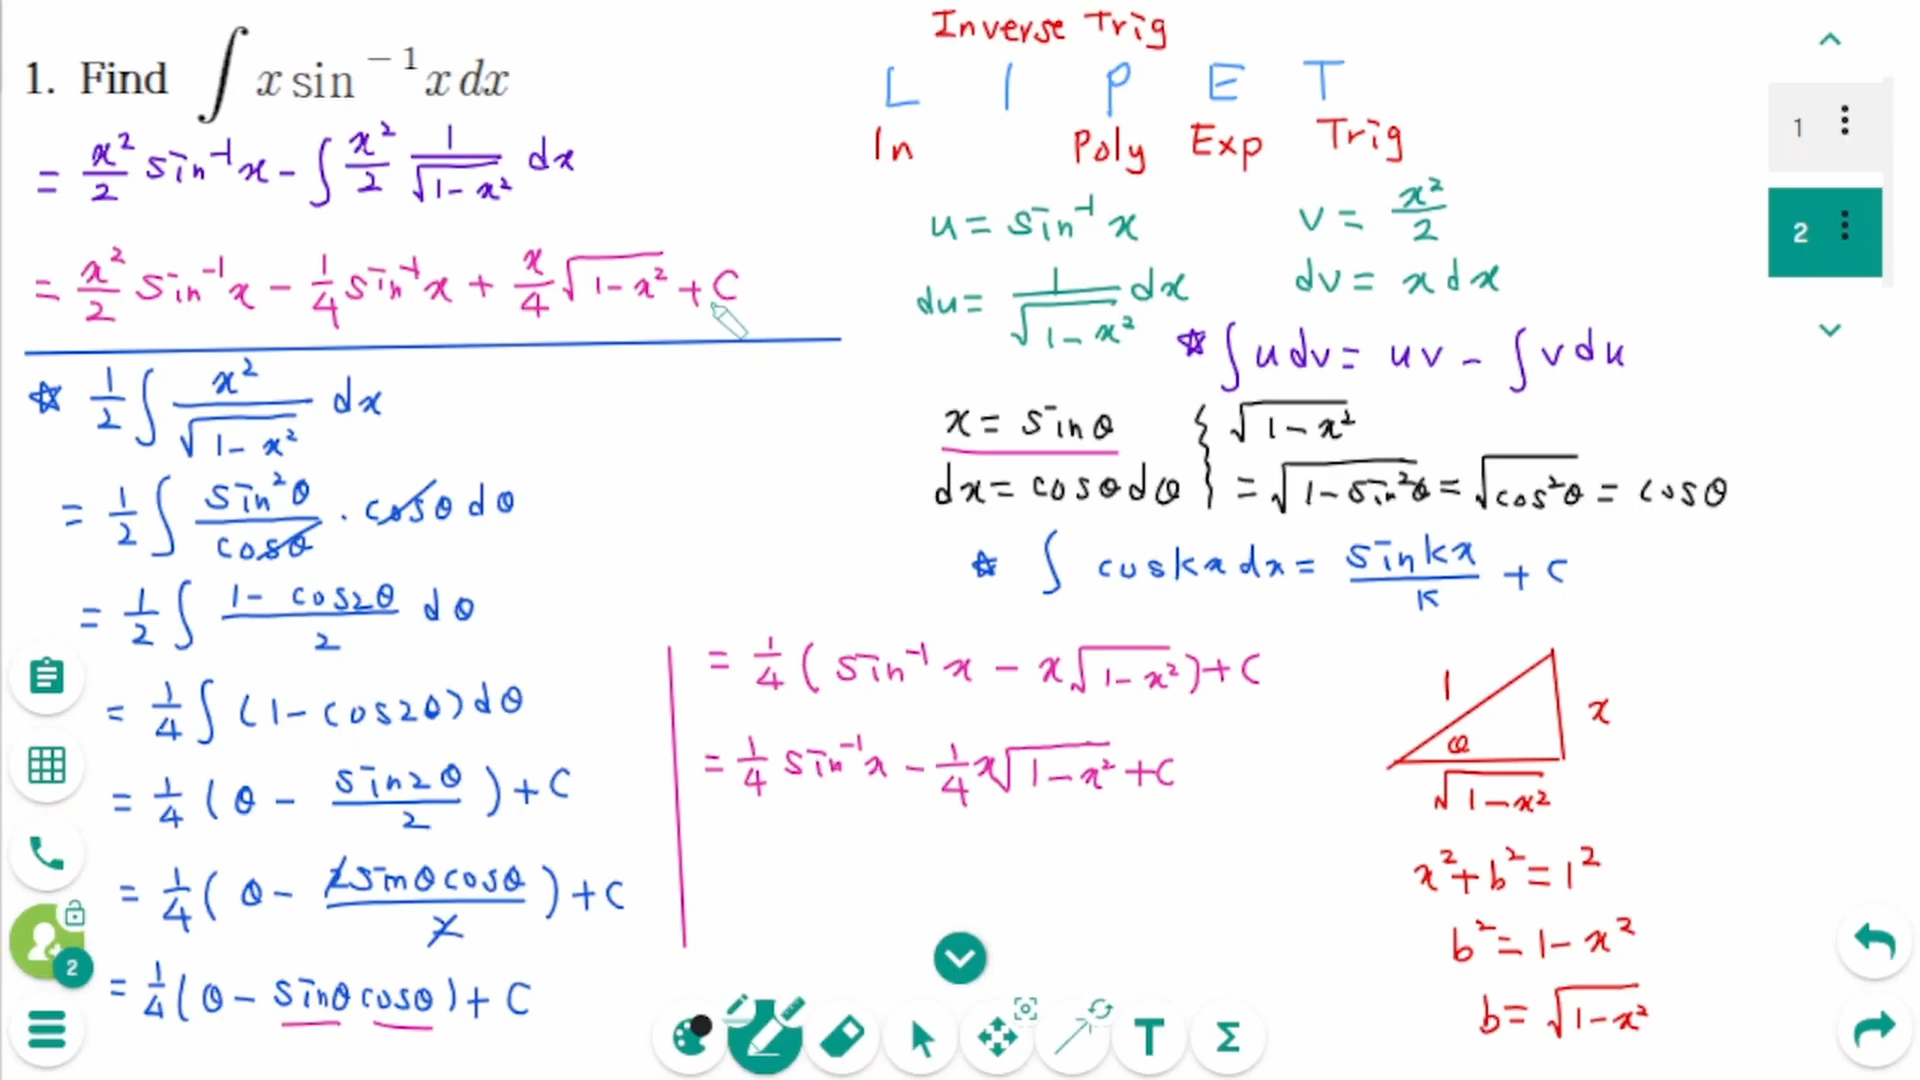 1. Find ∫ x sin⁻¹ x dx
= x²/2 sin⁻¹x - ∫ x²/2 1/√(1-x²) dx
= x²/2 sin⁻¹x - 1/4 sin⁻¹x + x/4 √(1-x²) + C
☆ 1/2 ∫ x²/√(1-x²) dx
= 1/2 ∫ sin²θ/cosθ · cosθ dθ
= 1/2 ∫ (1- cos2θ)/2 dθ
= 1/4 ∫ (1-cos2θ)dθ
= 1/4 (θ - sin2θ/2) + C
= 1/4 (θ - 2sinθcosθ/2) + C
= 1/4 (θ - sinθ cosθ) + C
Inverse Trig
L I P E T
ln Poly Exp Trig
u = sin⁻¹ x v = x²/2
du = 1/√(1-x²) dx dv = x dx
☆ ∫ u dv = uv - ∫ v du
x = sinθ { √(1-x²)
dx = cosθ dθ } = √(1-sin²θ) = √(cos²θ) = cosθ
☆ ∫ coskx dx = sinkx/k + C
= 1/4 (sin⁻¹ x - x√(1-x²)) + C
= 1/4 sin⁻¹x - 1/4 x√(1-x²) + C
1
x
θ
√(1-x²)
x² + b² = 1²
b² = 1 - x²
b = √(1-x²)
1
2
2
T
Σ